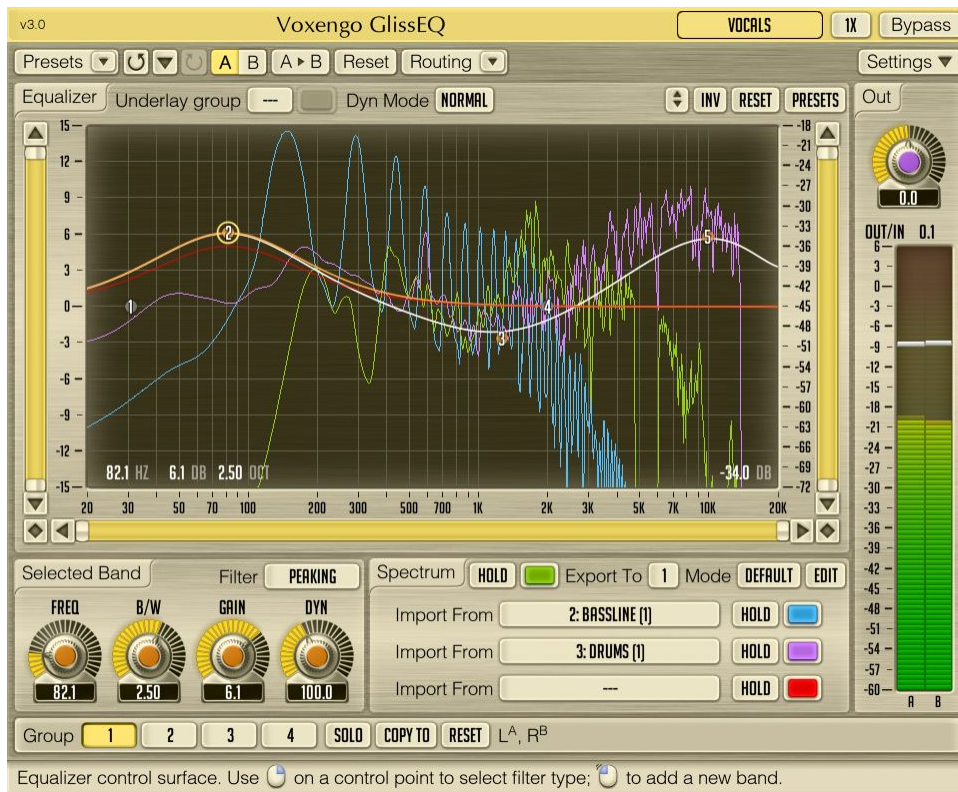 v3.0 Voxengo GlissEQ VOCALS 1X Bypass
Presets A B A ▸ B Reset Routing Settings
Equalizer Underlay group --- Dyn Mode NORMAL INV RESET PRESETS Out
15 12 9 6 3 0 -3 -6 -9 -12 -15
1 2 3 4 5
-18 -21 -24 -27 -30 -33 -36 -39 -42 -45 -48 -51 -54 -57 -60 -63 -66 -69 -72
82.1 HZ 6.1 DB 2.50 OCT -34.0 DB
20 30 50 70 100 200 300 500 700 1K 2K 3K 5K 7K 10K 20K
0.0
OUT/IN 0.1
6 3 0 -3 -6 -9 -12 -15 -18 -21 -24 -27 -30 -33 -36 -39 -42 -45 -48 -51 -54 -57 -60
A B
Selected Band Filter PEAKING
FREQ B/W GAIN DYN
82.1 2.50 6.1 100.0
Spectrum HOLD Export To 1 Mode DEFAULT EDIT
Import From 2: BASSLINE (1) HOLD
Import From 3: DRUMS (1) HOLD
Import From --- HOLD
Group 1 2 3 4 SOLO COPY TO RESET Lᴬ, Rᴮ
Equalizer control surface. Use on a control point to select filter type; to add a new band.